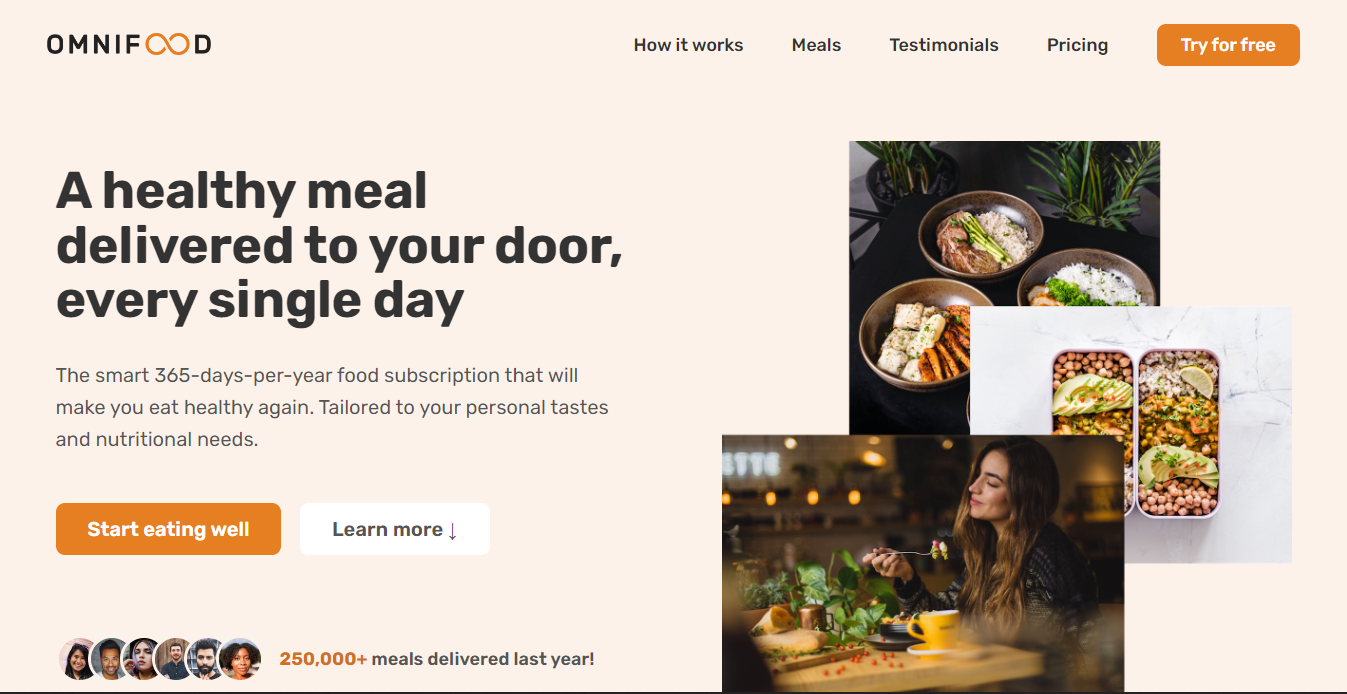 OMNIFOOD
How it works Meals Testimonials Pricing Try for free
A healthy meal
delivered to your door,
every single day
The smart 365-days-per-year food subscription that will
make you eat healthy again. Tailored to your personal tastes
and nutritional needs.
Start eating well Learn more ↓
250,000+ meals delivered last year!